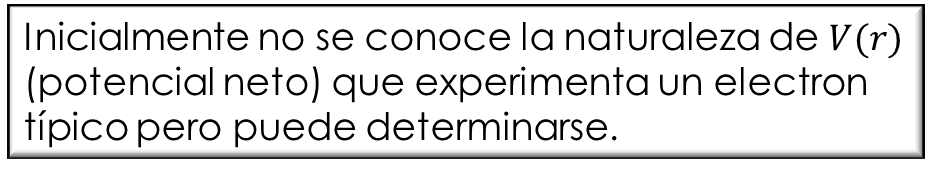 Inicialmente no se conoce la naturaleza de V(r)
(potencial neto) que experimenta un electron
típico pero puede determinarse.